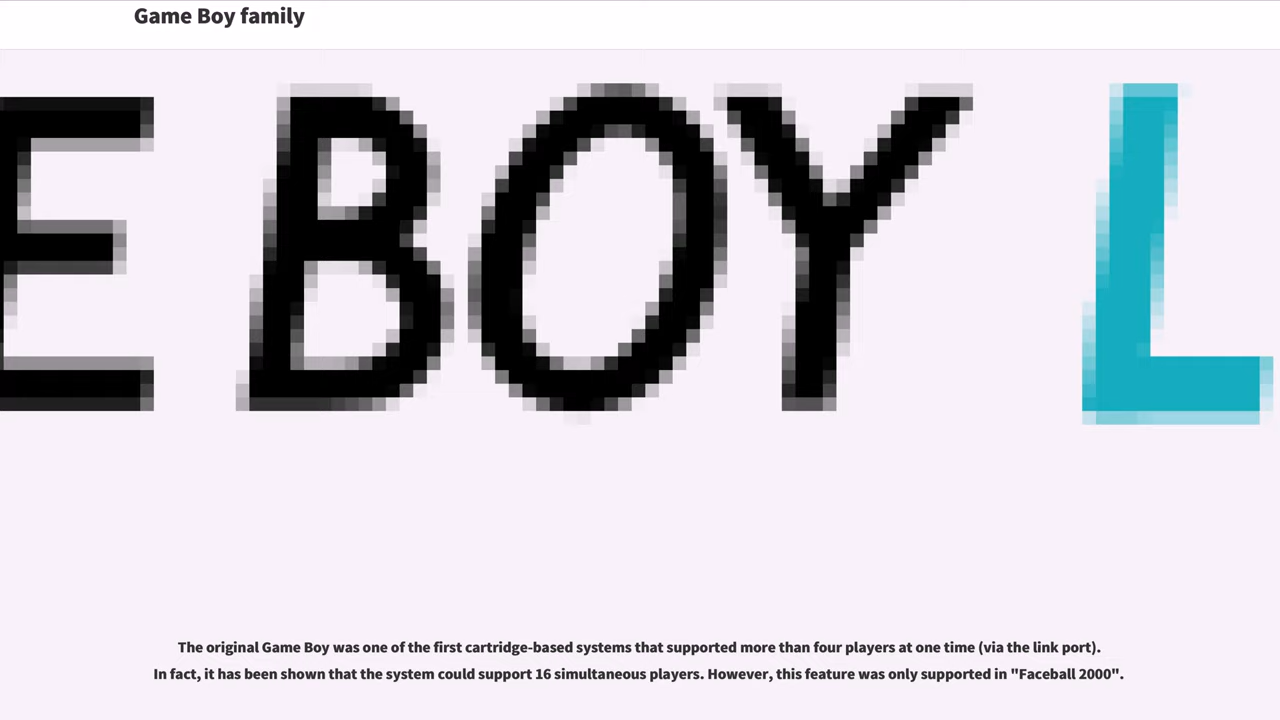 Game Boy family
E BOY L
The original Game Boy was one of the first cartridge-based systems that supported more than four players at one time (via the link port).
In fact, it has been shown that the system could support 16 simultaneous players. However, this feature was only supported in "Faceball 2000".